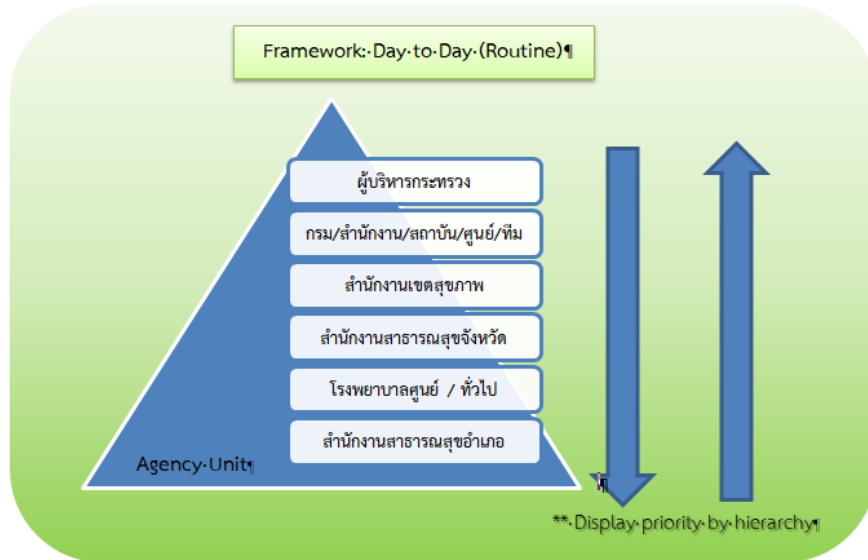 Framework: Day to Day (Routine)
ผู้บริหารกระทรวง
กรม/สำนักงาน/สถาบัน/ศูนย์/ทีม
สำนักงานเขตสุขภาพ
สำนักงานสาธารณสุขจังหวัด
โรงพยาบาลศูนย์ / ทั่วไป
สำนักงานสาธารณสุขอำเภอ
Agency Unit
** Display priority by hierarchy